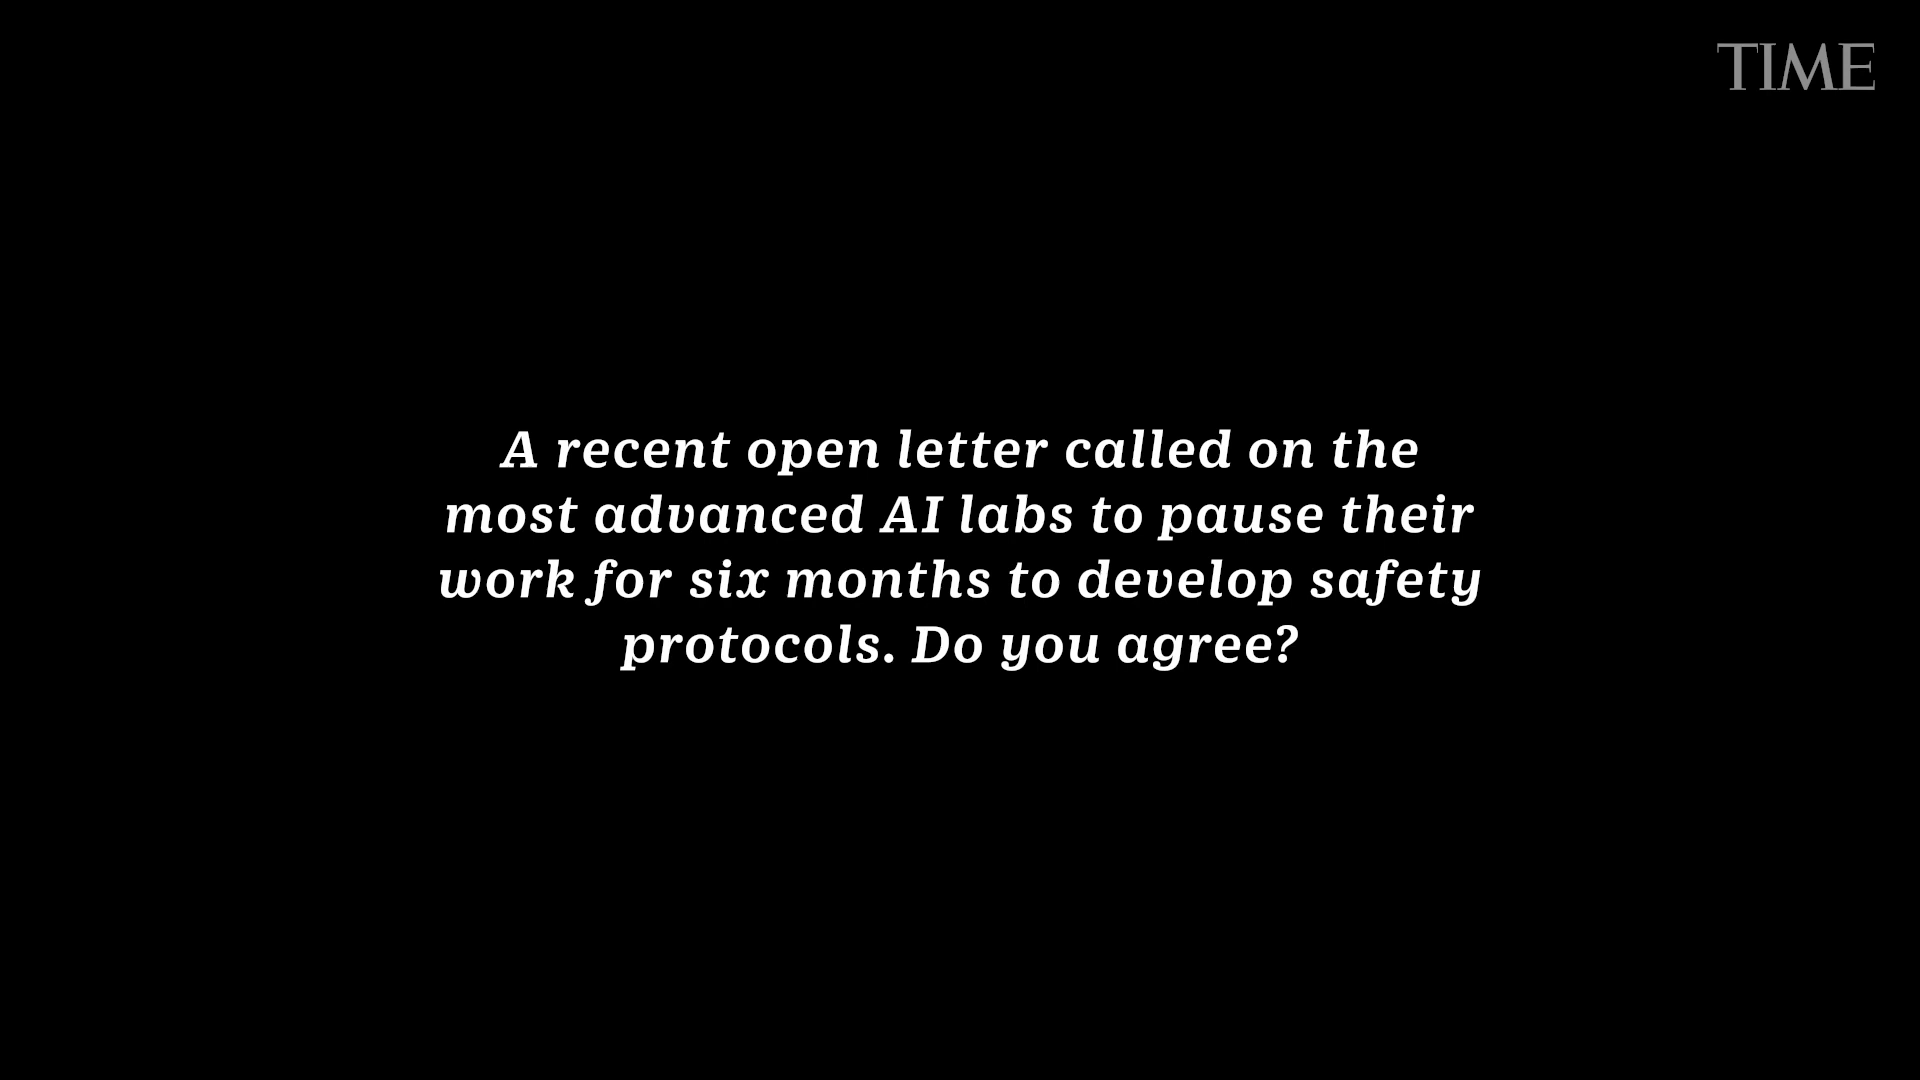 TIME
A recent open letter called on the
most advanced AI labs to pause their
work for six months to develop safety
protocols. Do you agree?